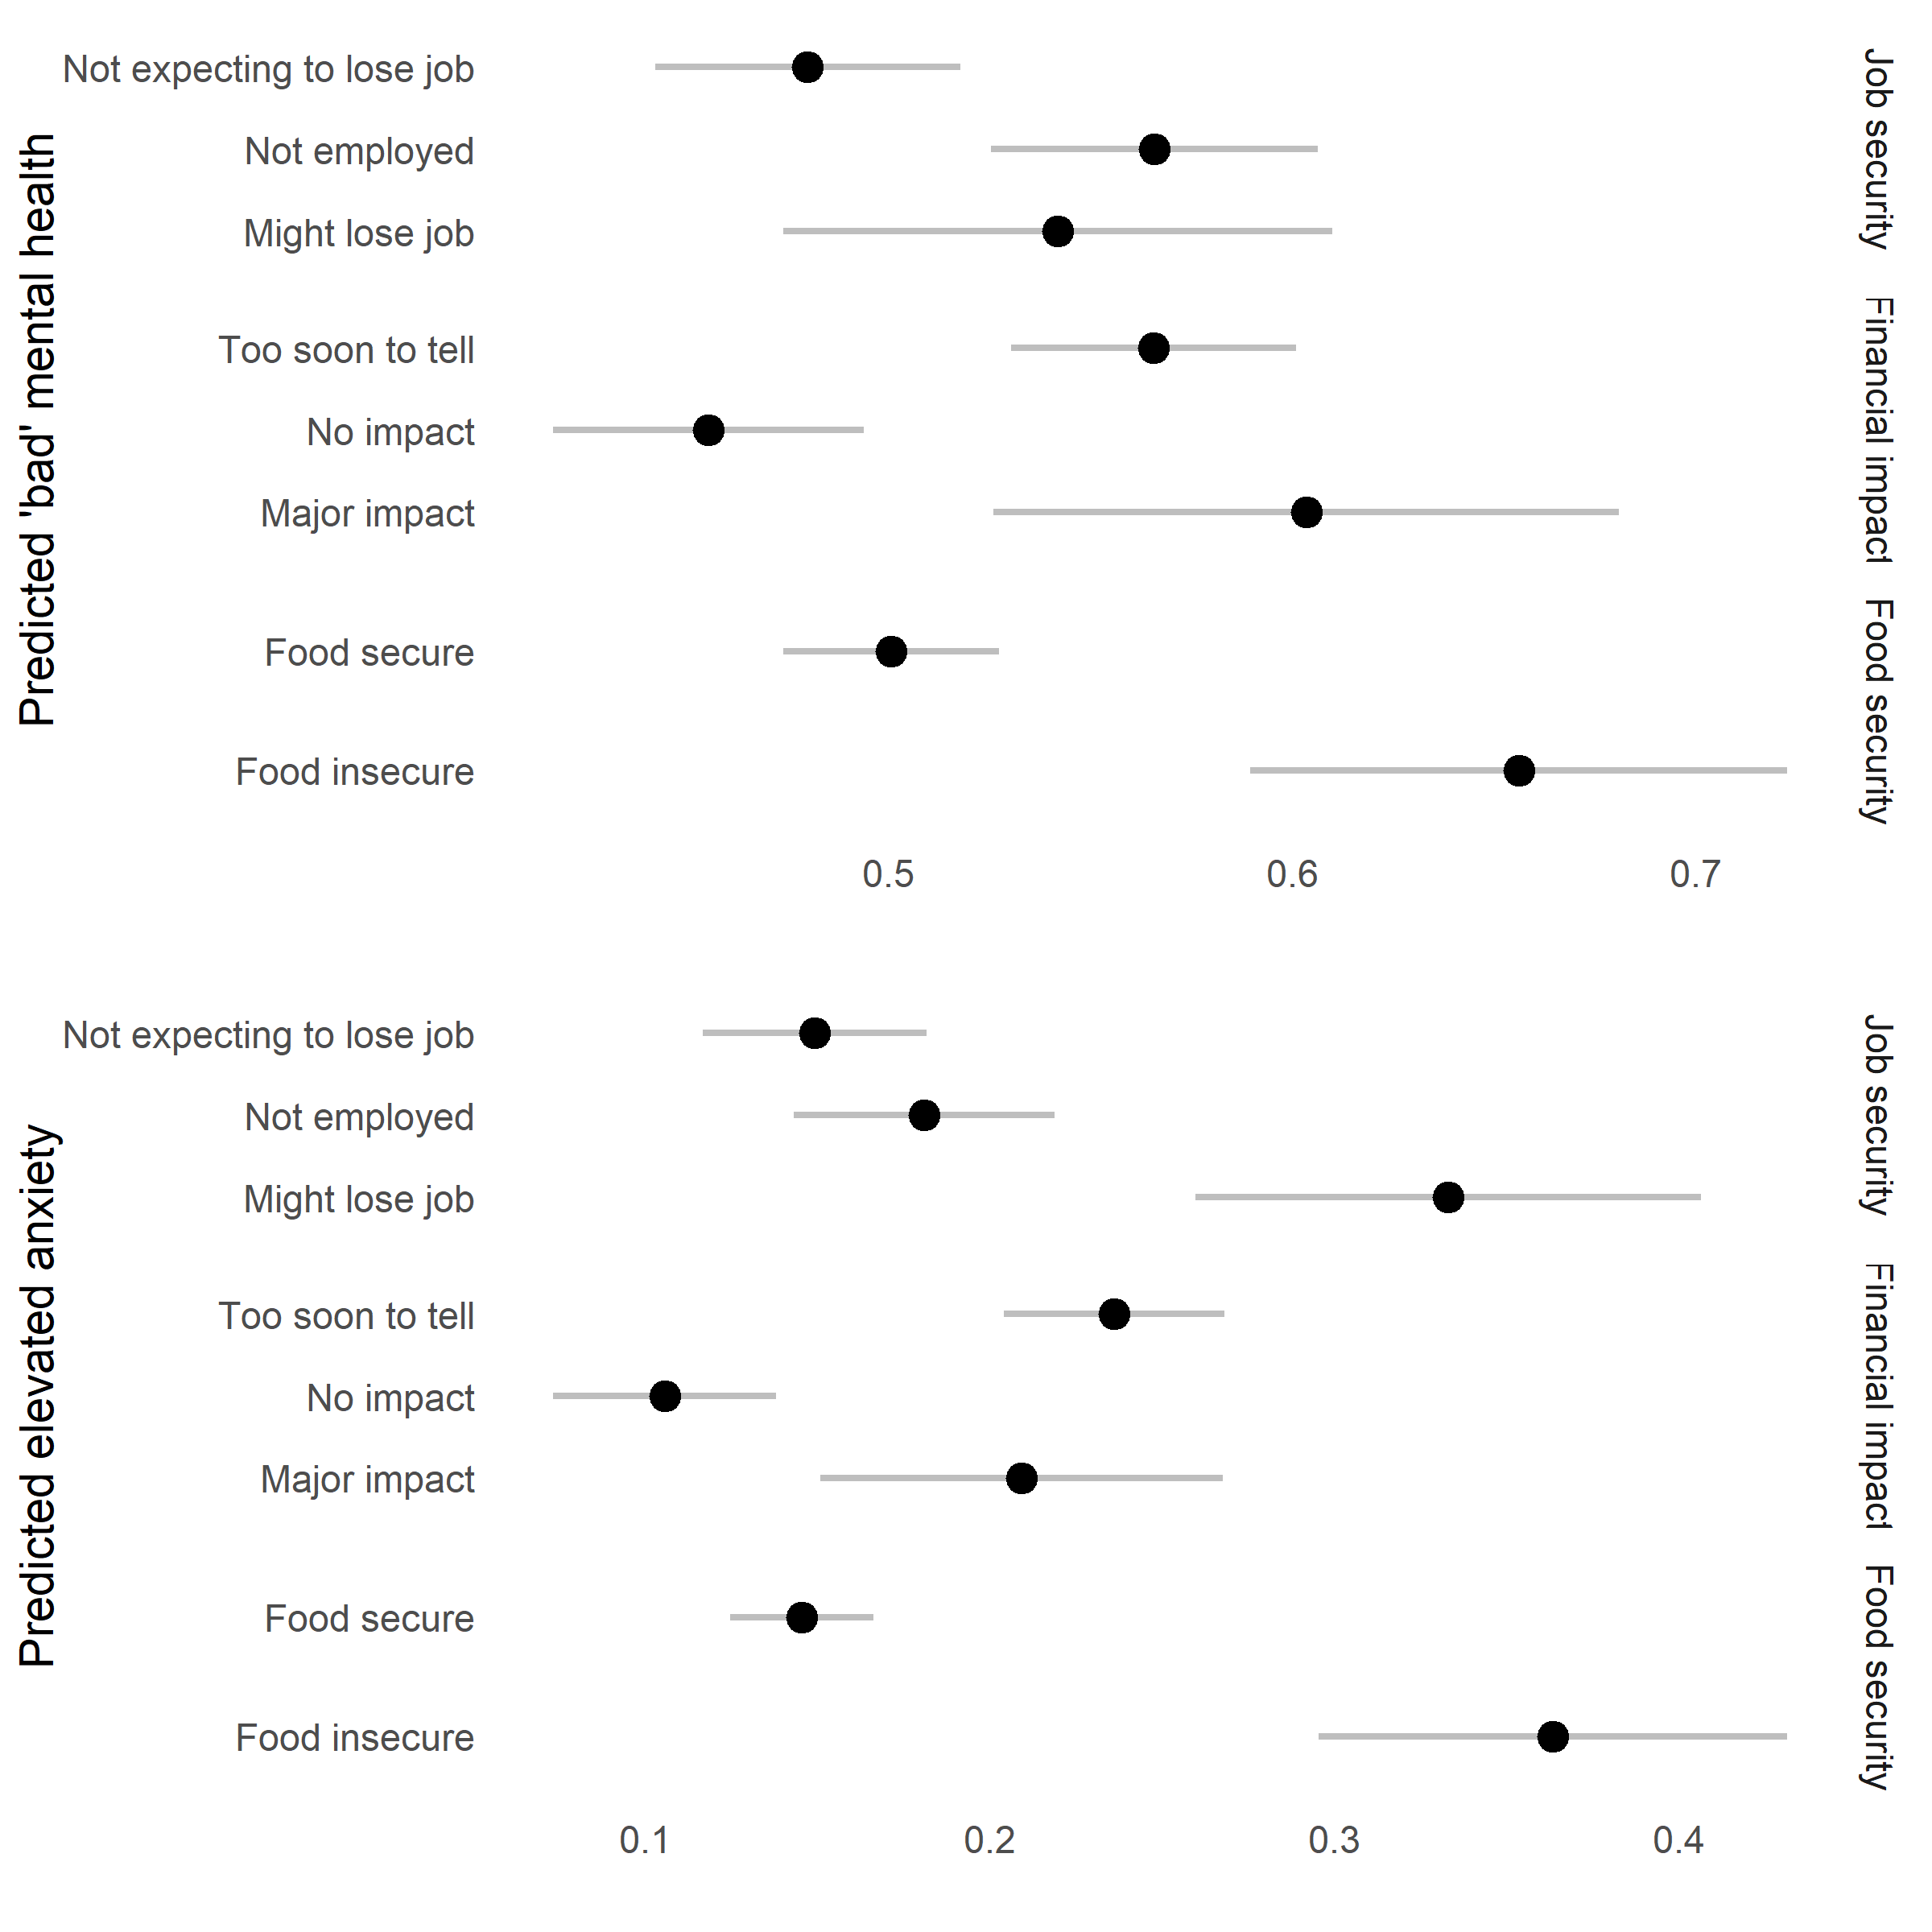 Predicted 'bad' mental health
Not expecting to lose job
Not employed
Might lose job
Job security
Too soon to tell
No impact
Major impact
Financial impact
Food secure
Food insecure
Food security
0.5 0.6 0.7
Predicted elevated anxiety
Not expecting to lose job
Not employed
Might lose job
Job security
Too soon to tell
No impact
Major impact
Financial impact
Food secure
Food insecure
Food security
0.1 0.2 0.3 0.4